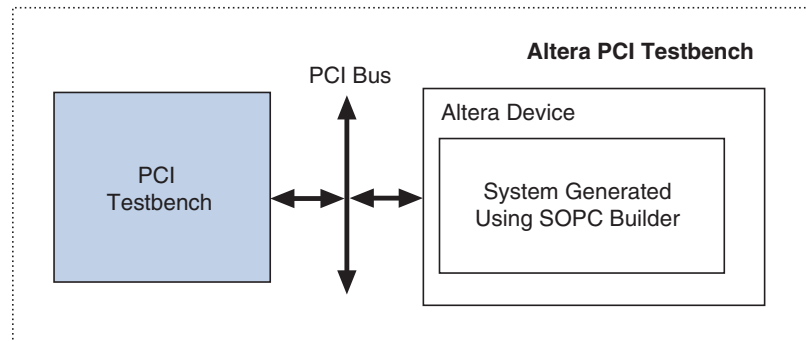 Altera PCI Testbench
PCI Bus
Altera Device
PCI
Testbench
System Generated
Using SOPC Builder